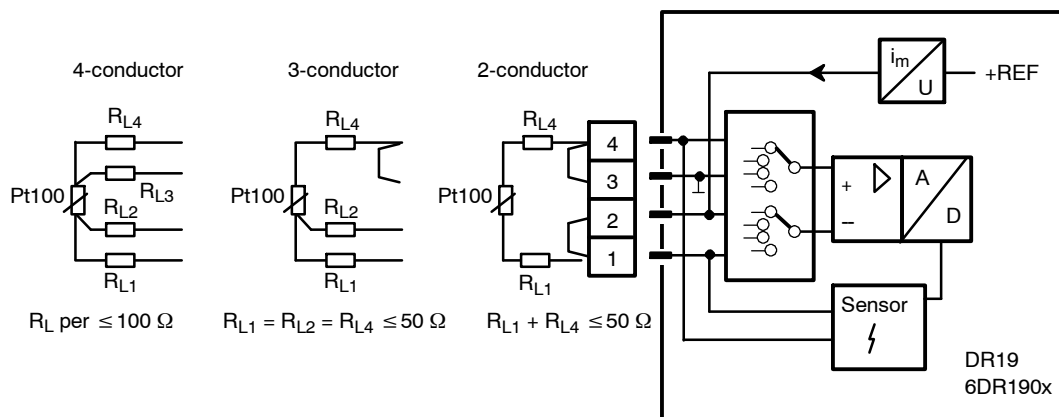 4-conductor
3-conductor
2-conductor
iₘ
U
+REF
R_L4
R_L3
Pt100
R_L2
R_L1
R_L per ≤ 100 Ω
R_L4
Pt100
R_L2
R_L1
R_L1 = R_L2 = R_L4 ≤ 50 Ω
R_L4
Pt100
R_L1
R_L1 + R_L4 ≤ 50 Ω
4
3
2
1
+
--
A
D
Sensor
DR19
6DR190x